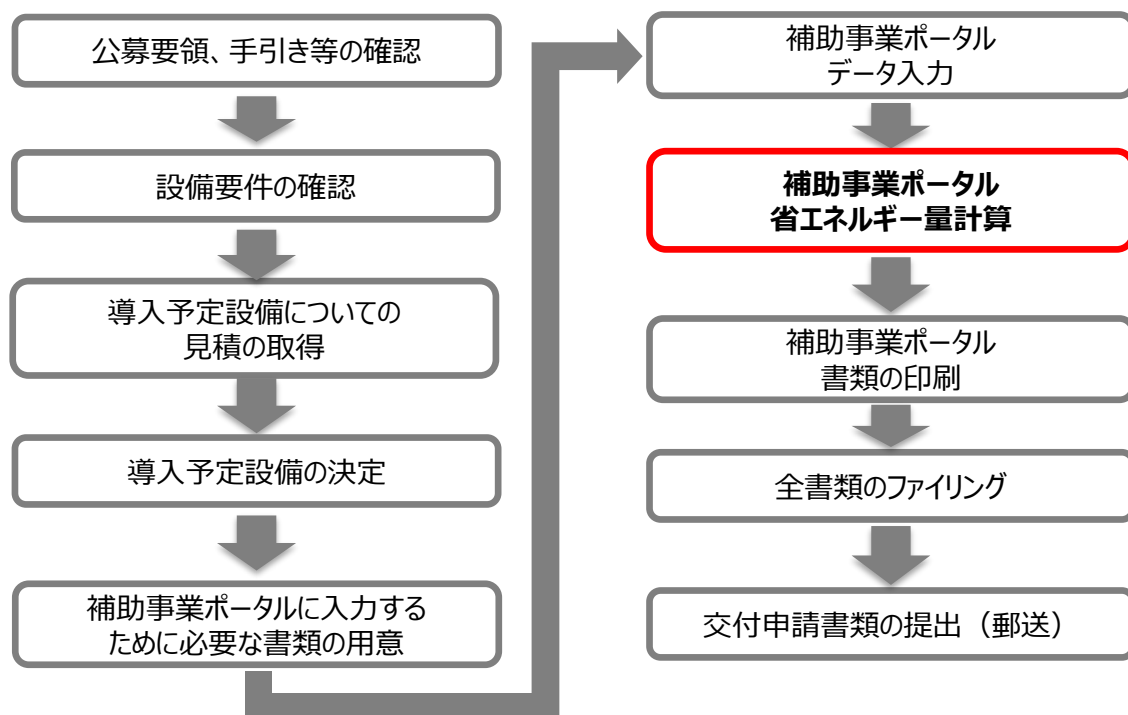 公募要領、手引き等の確認
設備要件の確認
導入予定設備についての
見積の取得
導入予定設備の決定
補助事業ポータルに入力する
ために必要な書類の用意
補助事業ポータル
データ入力
補助事業ポータル
省エネルギー量計算
補助事業ポータル
書類の印刷
全書類のファイリング
交付申請書類の提出（郵送）